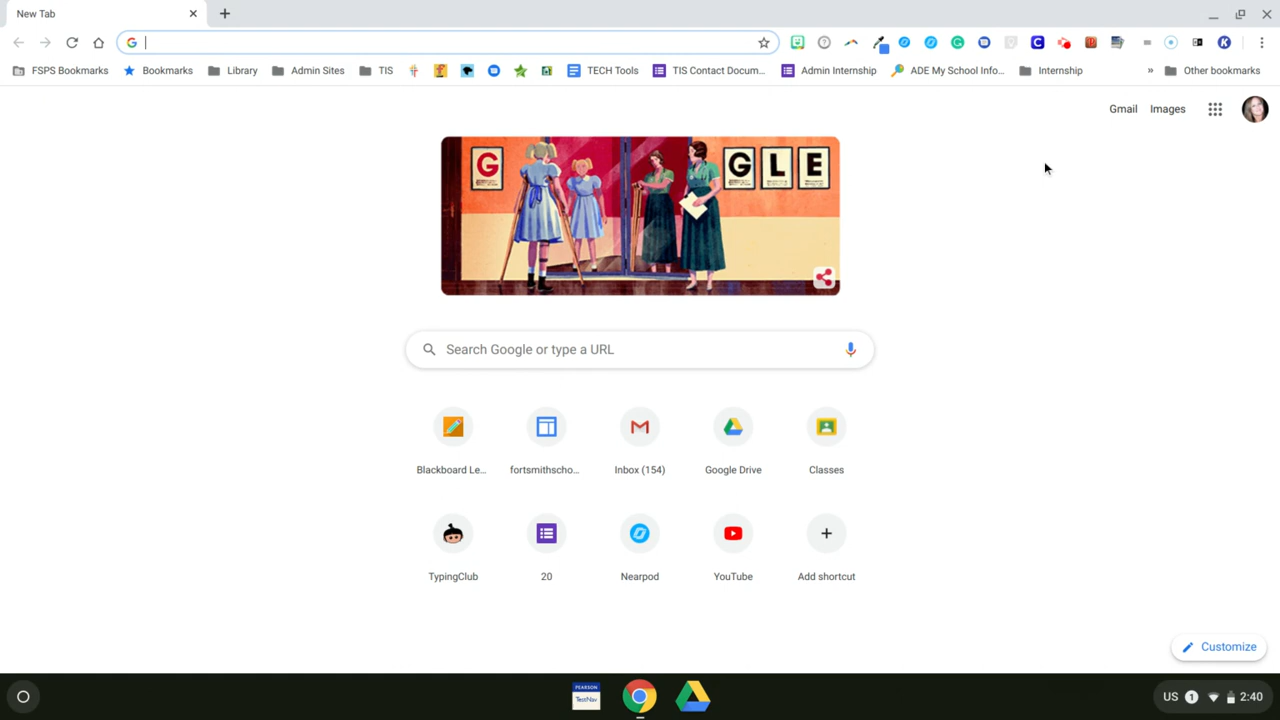 New Tab
FSPS Bookmarks Bookmarks Library Admin Sites TIS TECH Tools TIS Contact Docum... Admin Internship ADE My School Info... Internship » Other bookmarks
Gmail Images
G G L E
Search Google or type a URL
Blackboard Le... fortsmithscho... Inbox (154) Google Drive Classes
TypingClub 20 Nearpod YouTube Add shortcut
Customize
PEARSON
TestNav
US 1 2:40